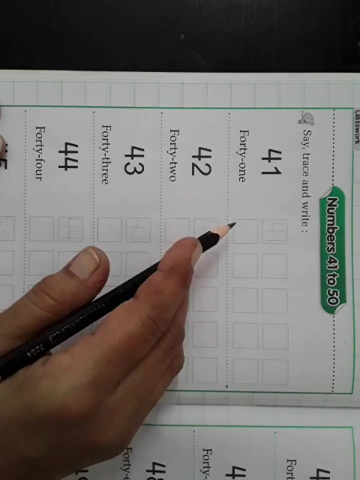 Classwork
Numbers 41 to 50
Say, trace and write :
41
Forty-one
42
Forty-two
43
Forty-three
44
Forty-four